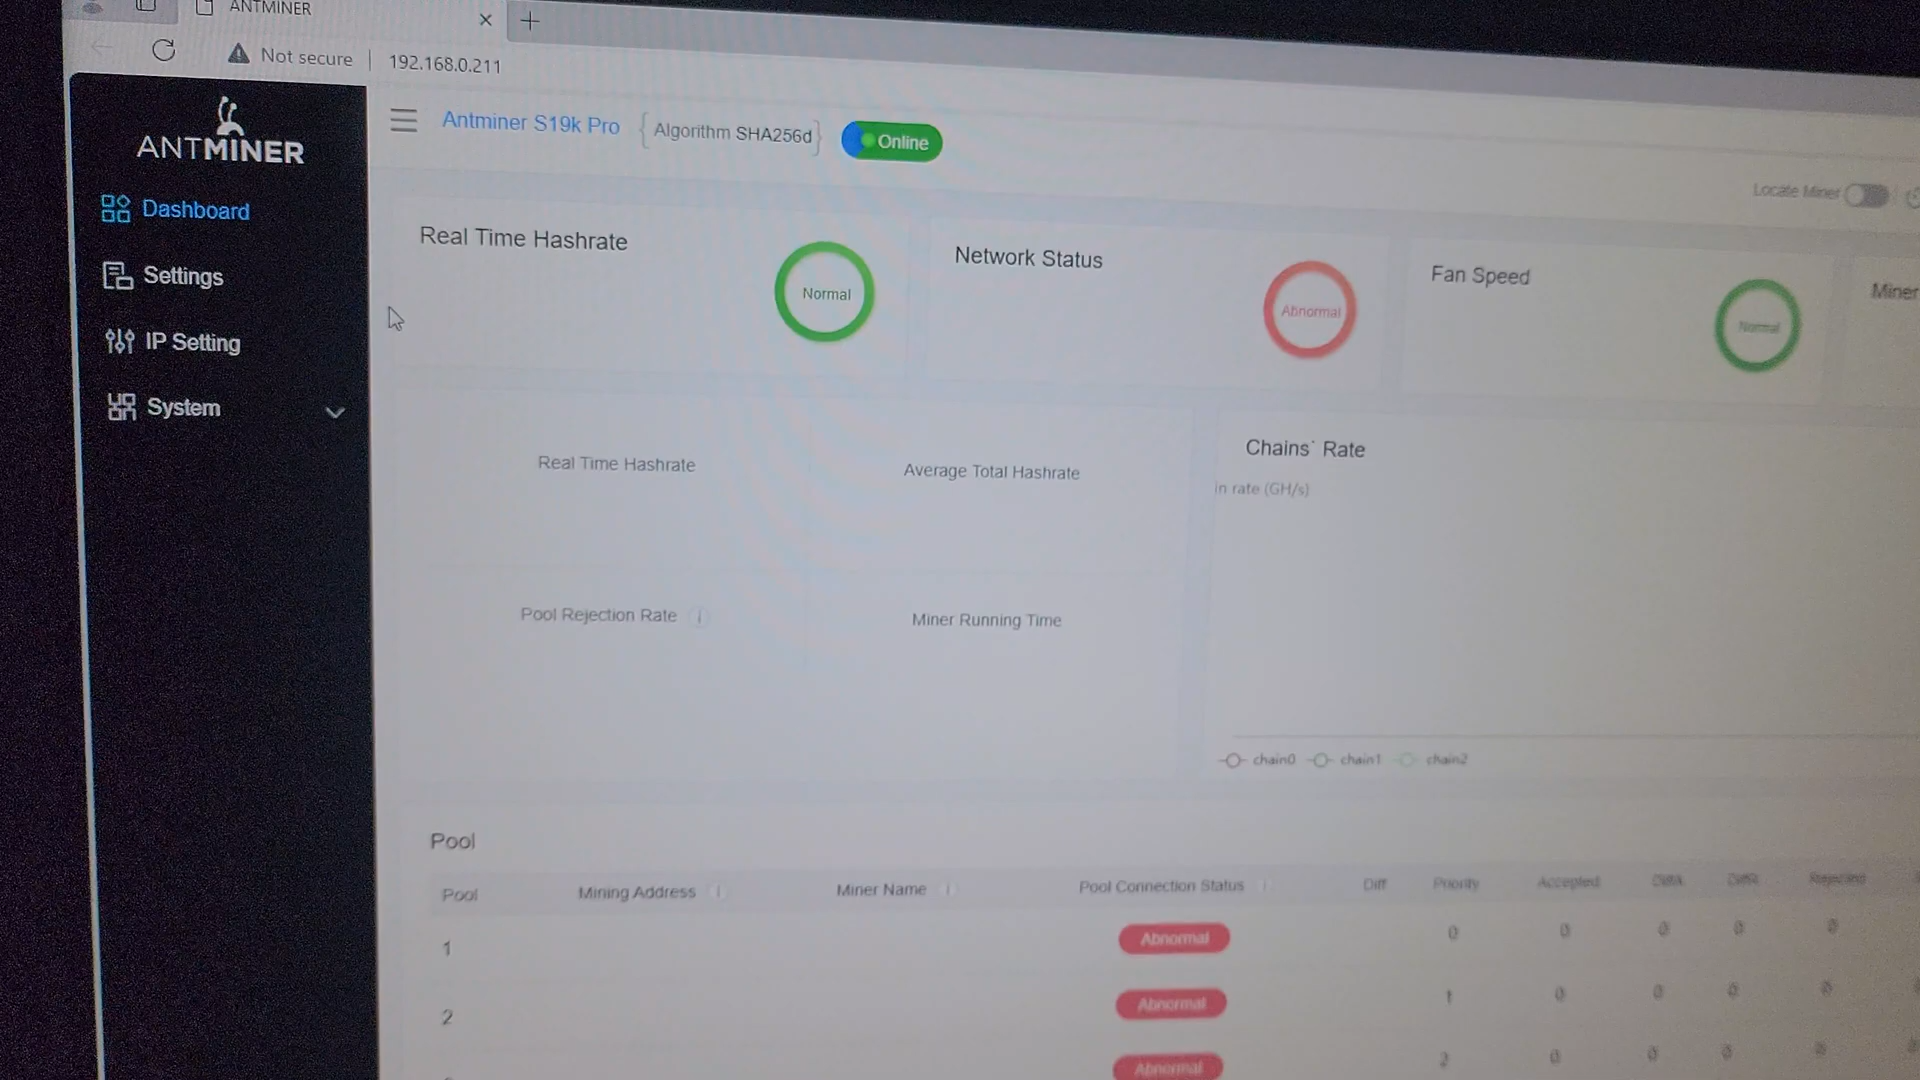 ANTMINER
Not secure 192.168.0.211
ANTMINER
Antminer S19k Pro { Algorithm SHA256d } Online
Locate Miner
Dashboard
Settings
IP Setting
System
Real Time Hashrate
Normal
Network Status
Abnormal
Fan Speed
Normal
Miner
Real Time Hashrate
Average Total Hashrate
Pool Rejection Rate
Miner Running Time
Chains` Rate
in rate (GH/s)
chain0 chain1 chain2
Pool
Pool Mining Address Miner Name Pool Connection Status Diff Priority Accepted DiffA DiffR Rejected
1 Abnormal 0 0 0 0 0
2 Abnormal 1 0 0 0 0
Abnormal 2 0 0 0 0